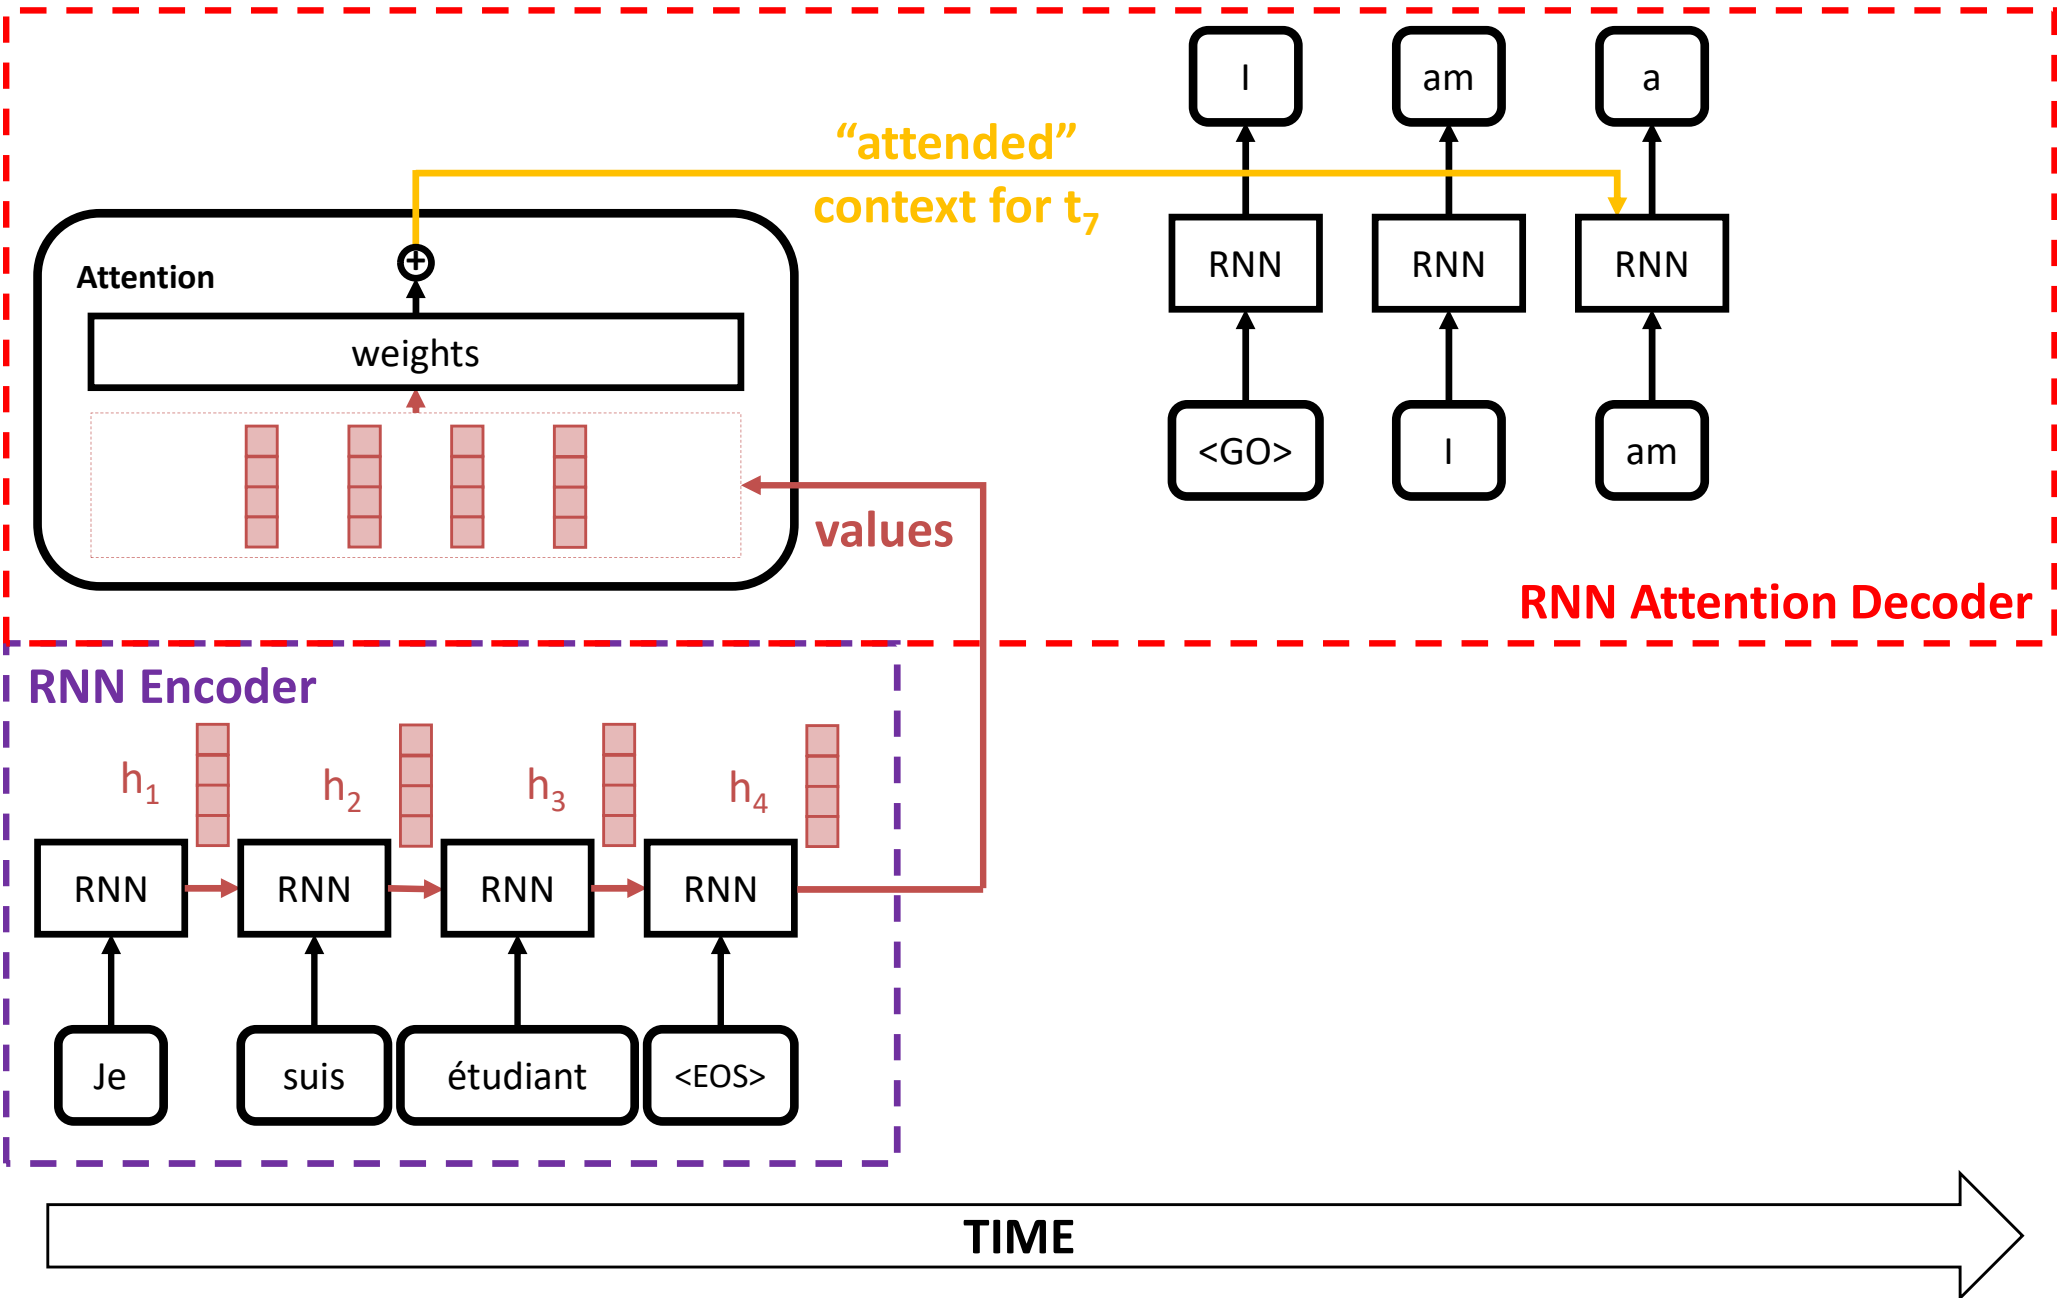 I am a
“attended”
context for t₇
RNN RNN RNN
Attention
weights
<GO> I am
values
RNN Attention Decoder
RNN Encoder
h₁ h₂ h₃ h₄
RNN RNN RNN RNN
Je suis étudiant <EOS>
TIME